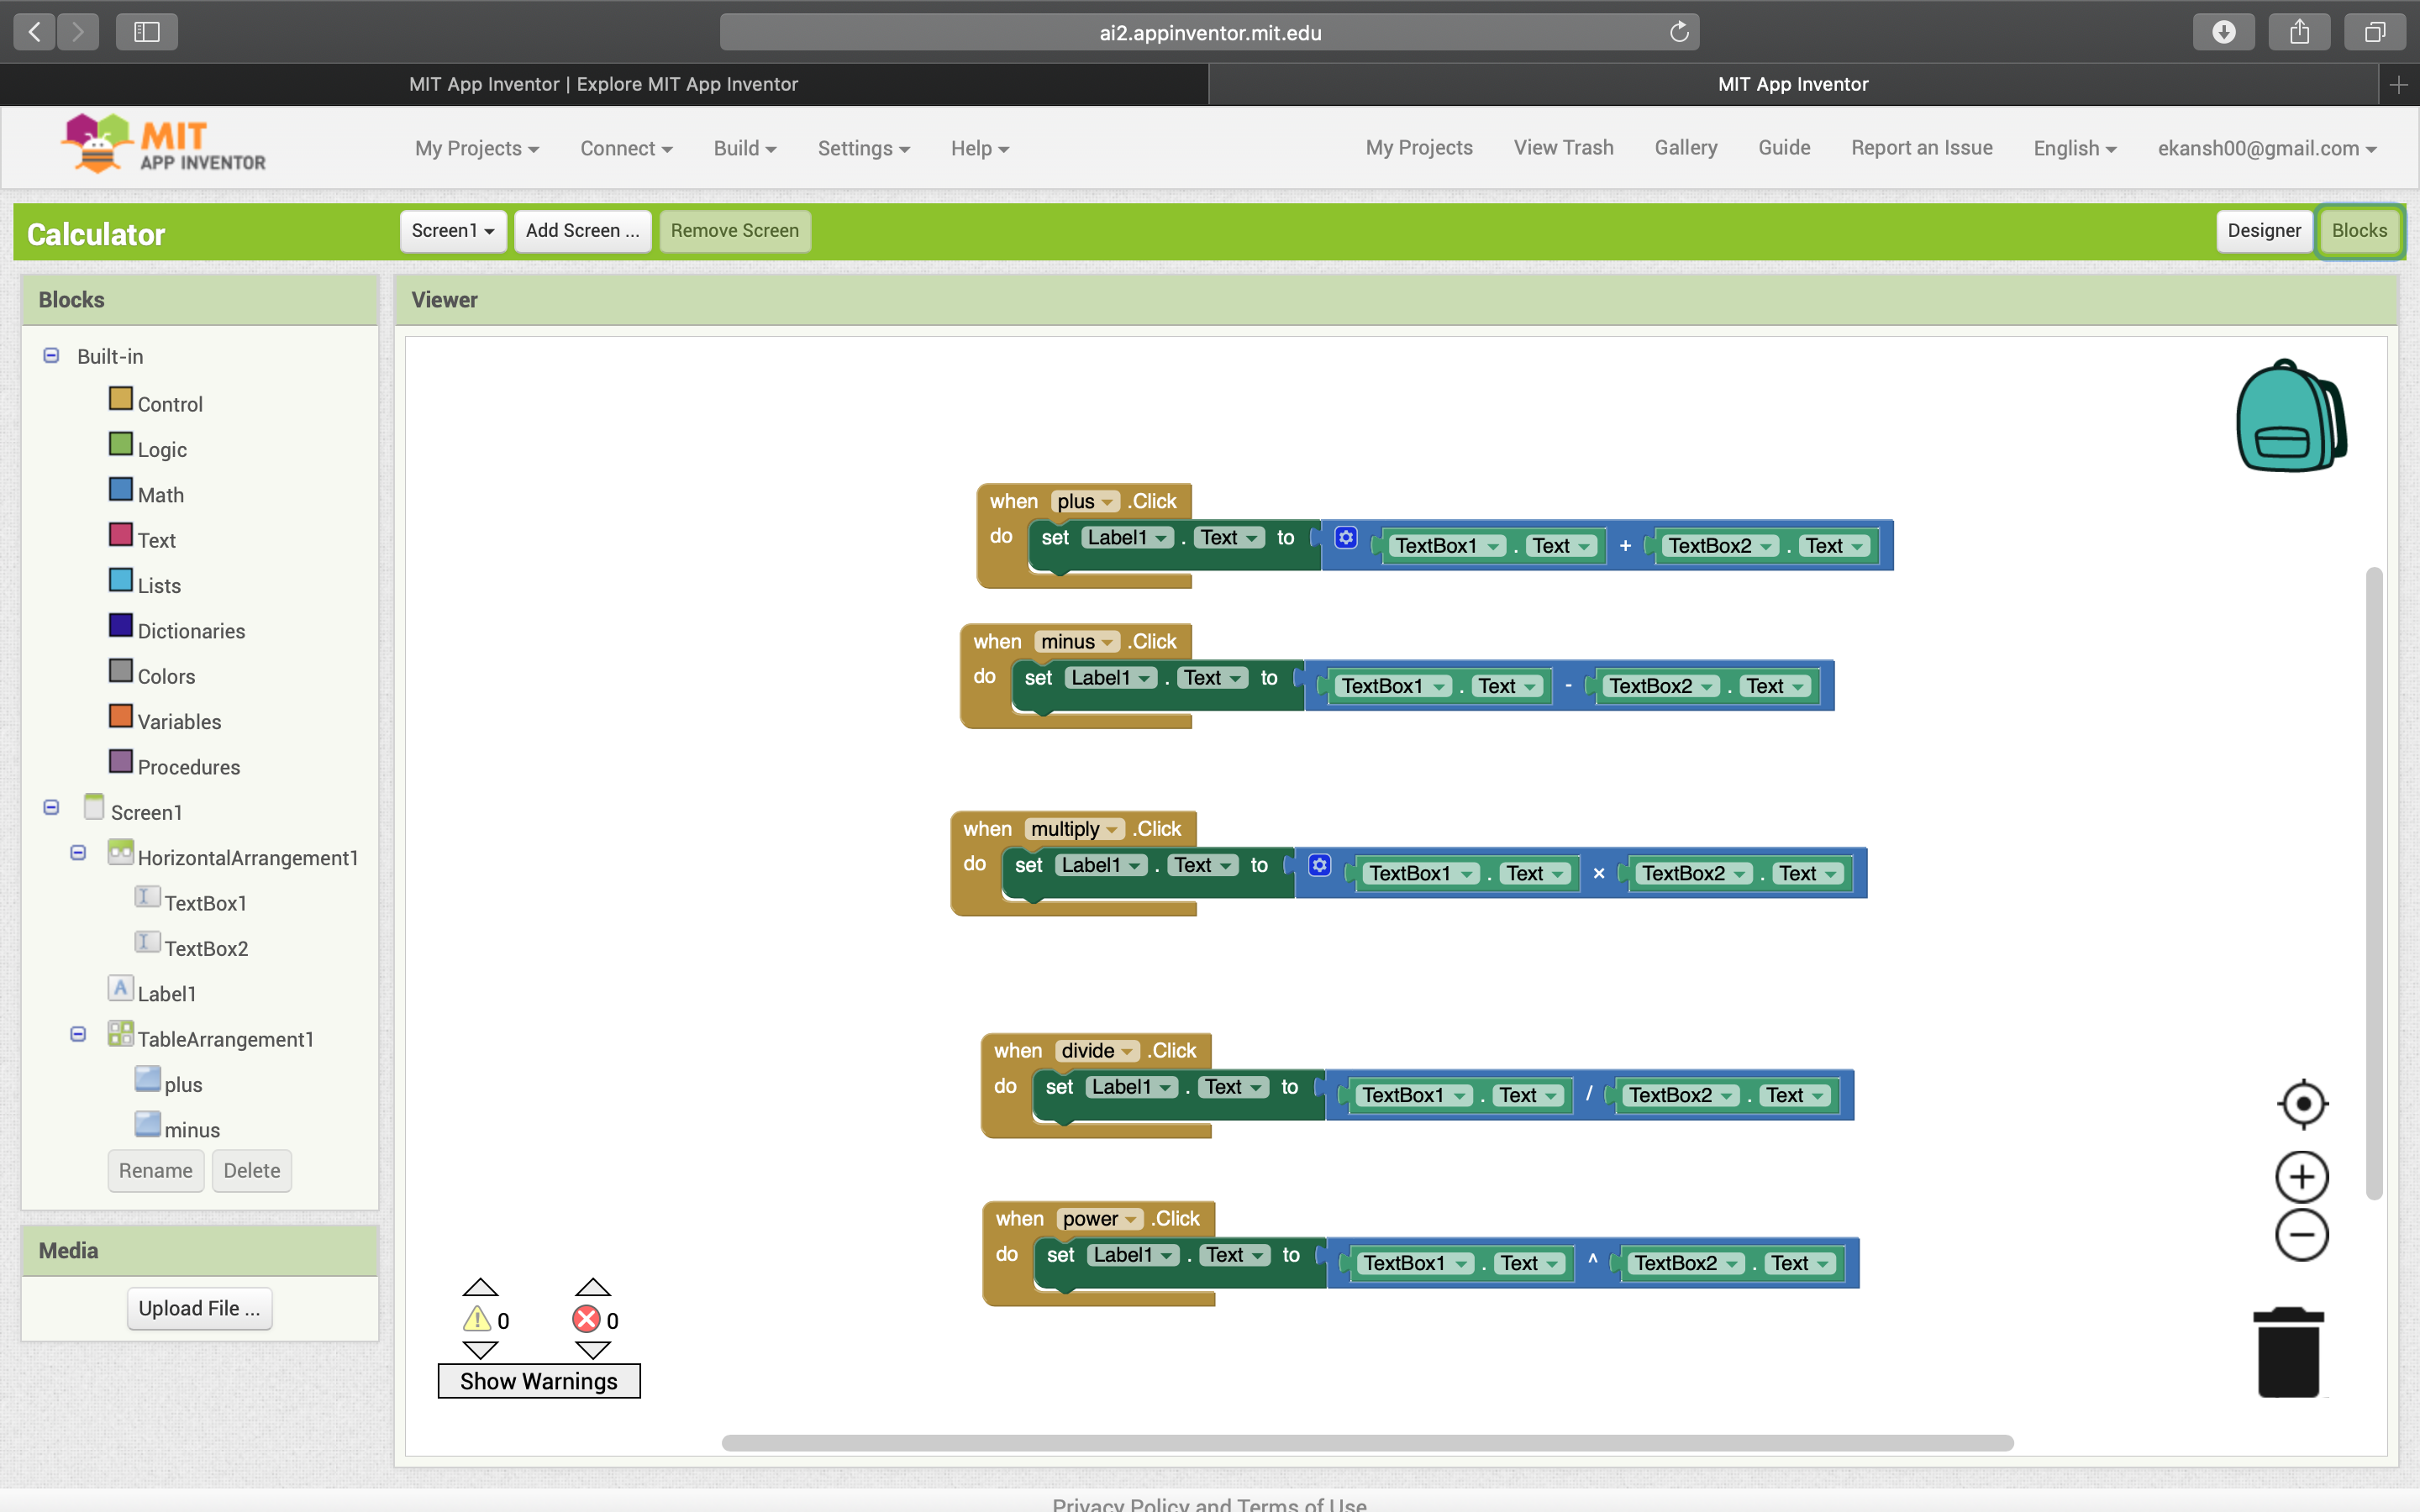 ai2.appinventor.mit.edu
MIT App Inventor | Explore MIT App Inventor
MIT App Inventor
MIT
APP INVENTOR
My Projects Connect Build Settings Help My Projects View Trash Gallery Guide Report an Issue English ekansh00@gmail.com
Calculator Screen1 Add Screen ... Remove Screen Designer Blocks
Blocks
Viewer
Built-in
Control
Logic
Math
Text
Lists
Dictionaries
Colors
Variables
Procedures
Screen1
HorizontalArrangement1
TextBox1
TextBox2
Label1
TableArrangement1
plus
minus
Rename Delete
Media
Upload File ...
when plus .Click
do set Label1 . Text to TextBox1 . Text + TextBox2 . Text
when minus .Click
do set Label1 . Text to TextBox1 . Text - TextBox2 . Text
when multiply .Click
do set Label1 . Text to TextBox1 . Text × TextBox2 . Text
when divide .Click
do set Label1 . Text to TextBox1 . Text / TextBox2 . Text
when power .Click
do set Label1 . Text to TextBox1 . Text ^ TextBox2 . Text
0 0
Show Warnings
Privacy Policy and Terms of Use